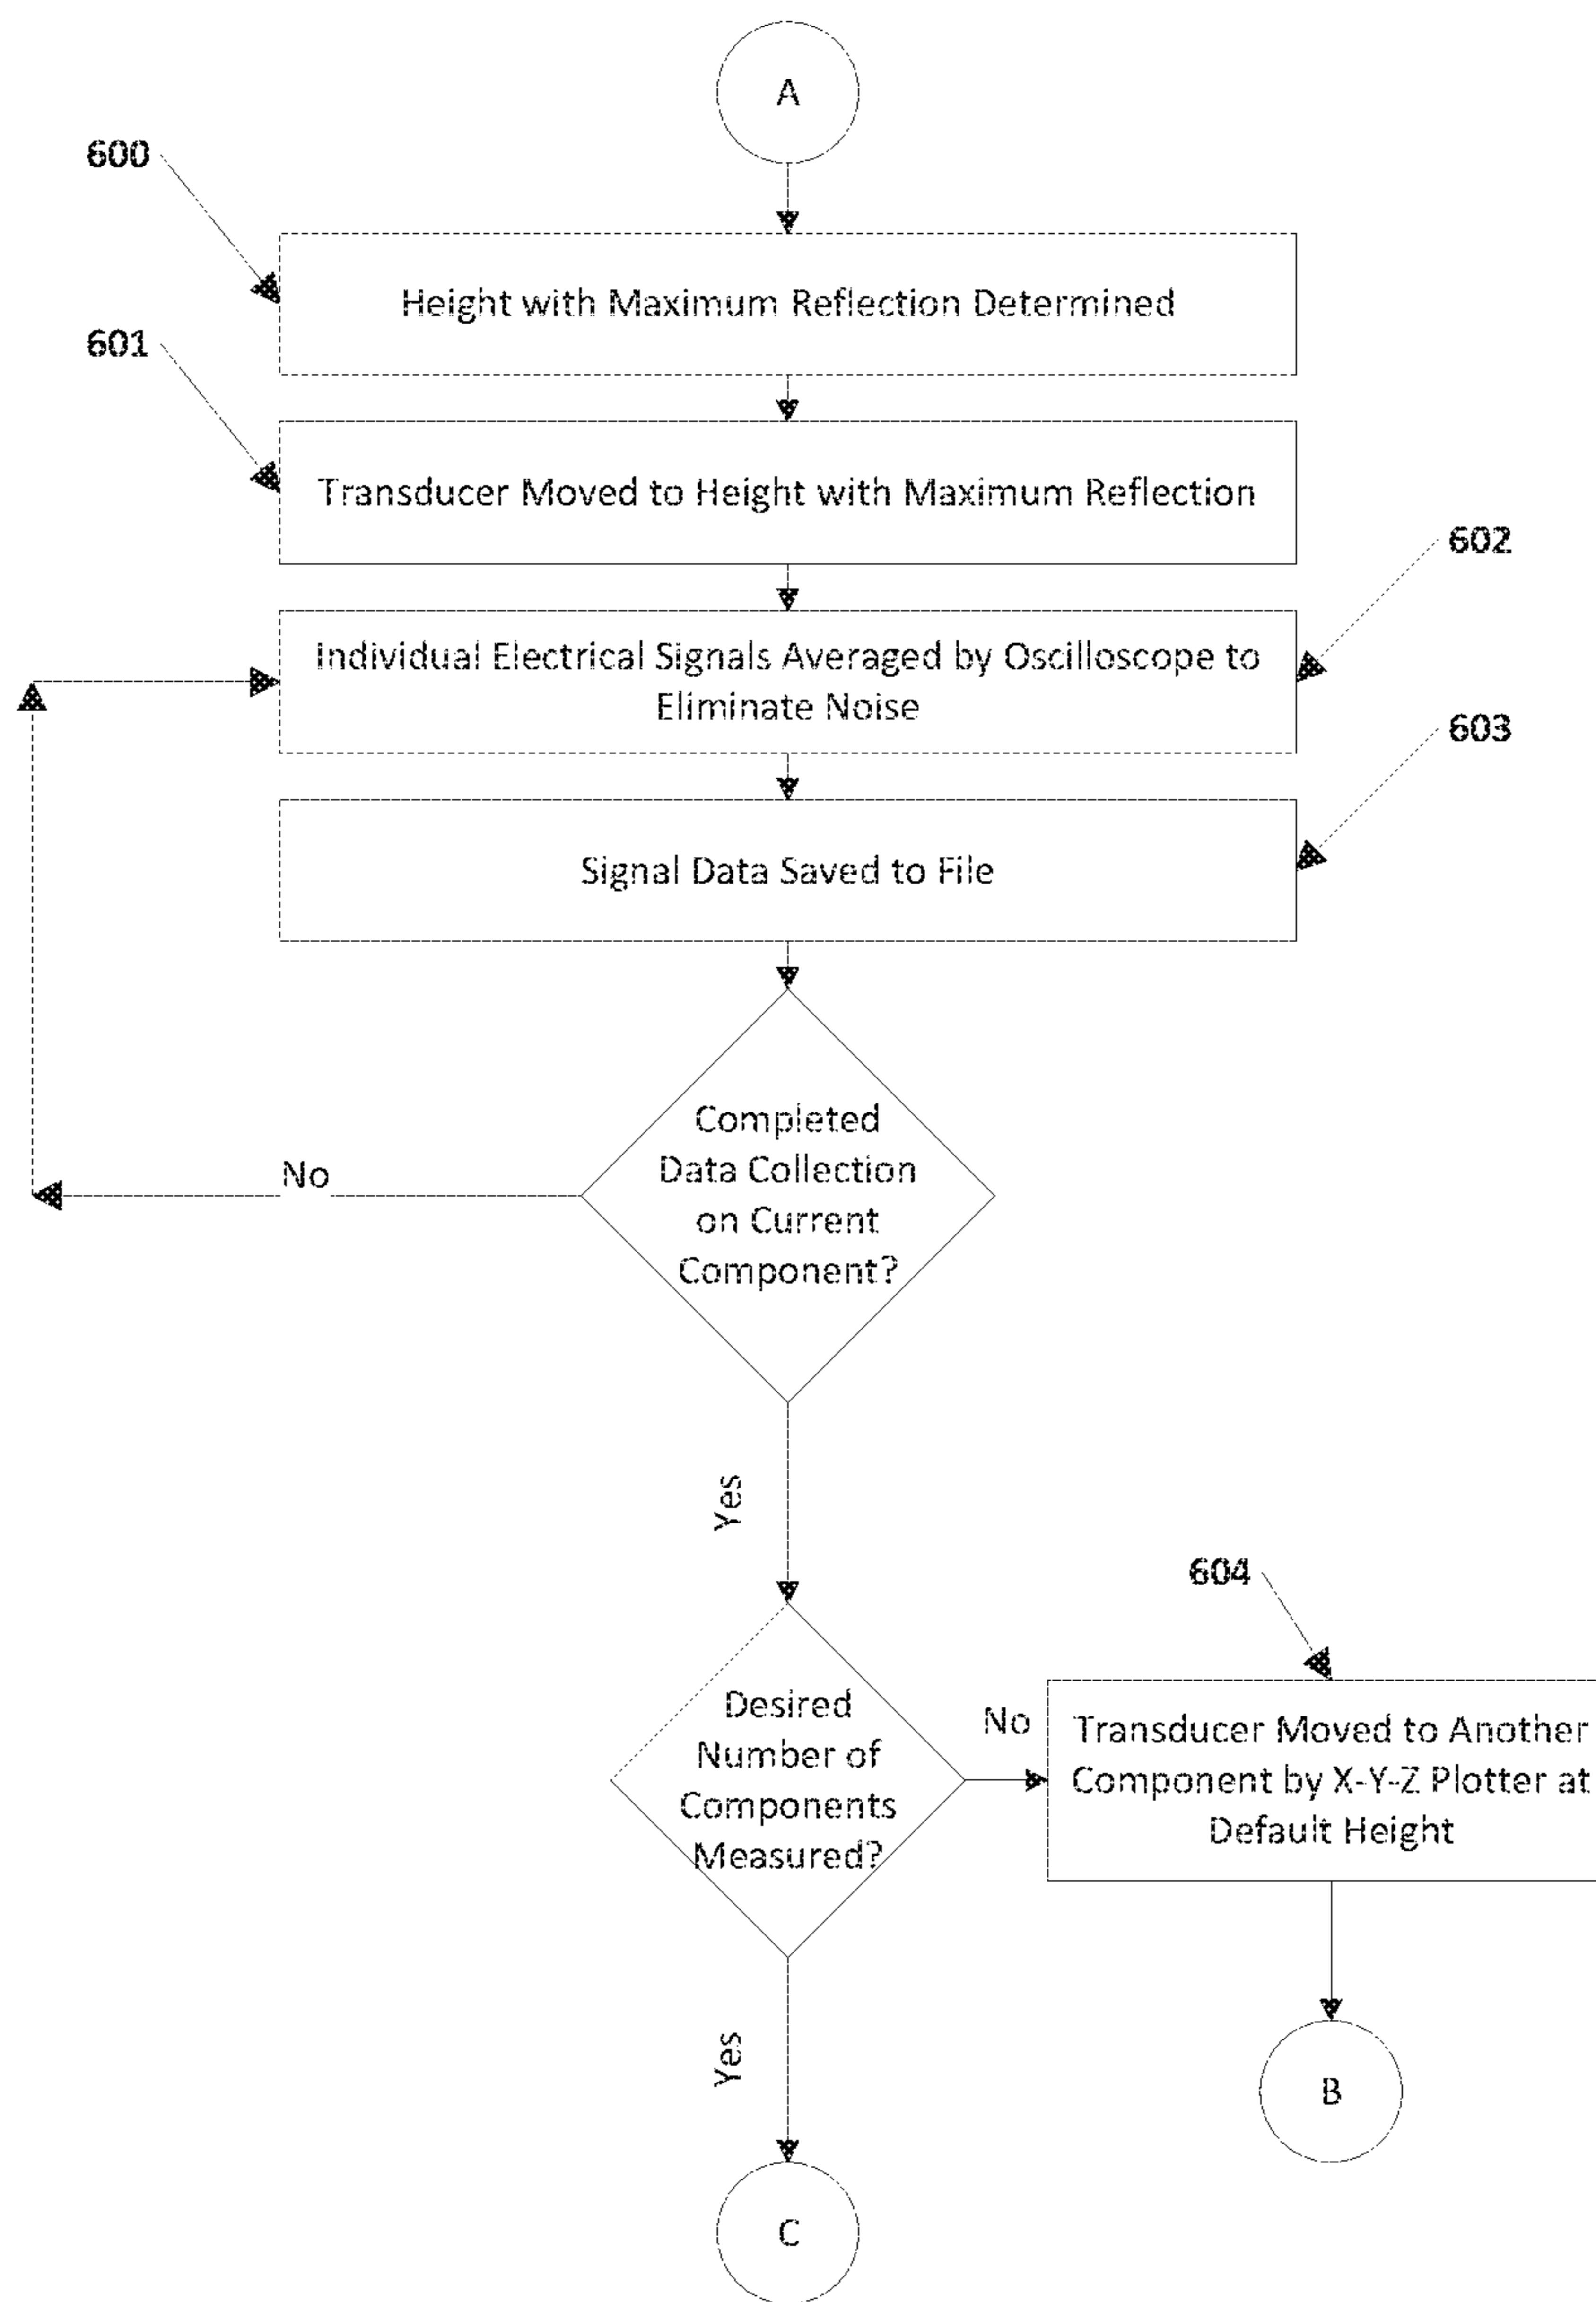 A
600
Height with Maximum Reflection Determined
601
Transducer Moved to Height with Maximum Reflection
602
Individual Electrical Signals Averaged by Oscilloscope to
Eliminate Noise
603
Signal Data Saved to File
Completed
Data Collection
on Current
Component?
No
Yes
604
Desired
Number of
Components
Measured?
No
Transducer Moved to Another
Component by X-Y-Z Plotter at
Default Height
Yes
B
C